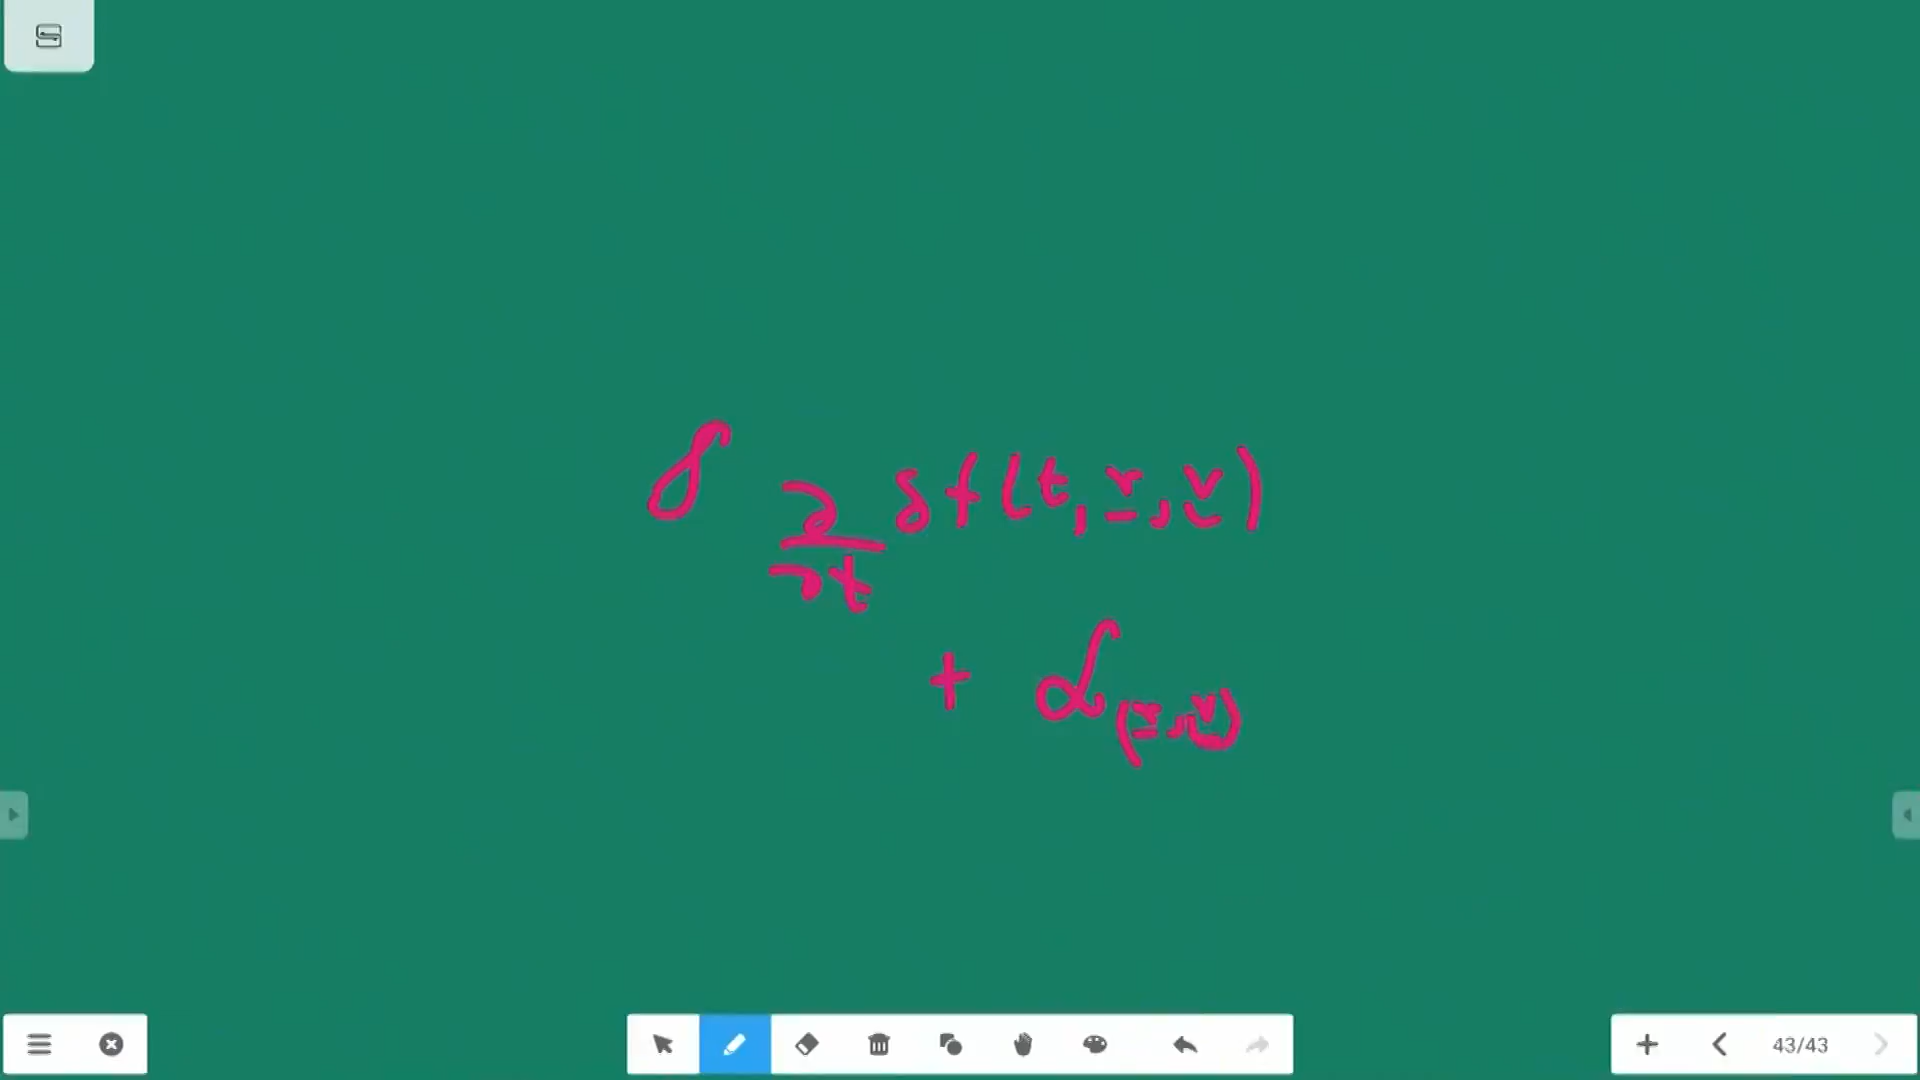 ∂/∂t δf(t, r, v)
+ ℒ(r, v)
43/43